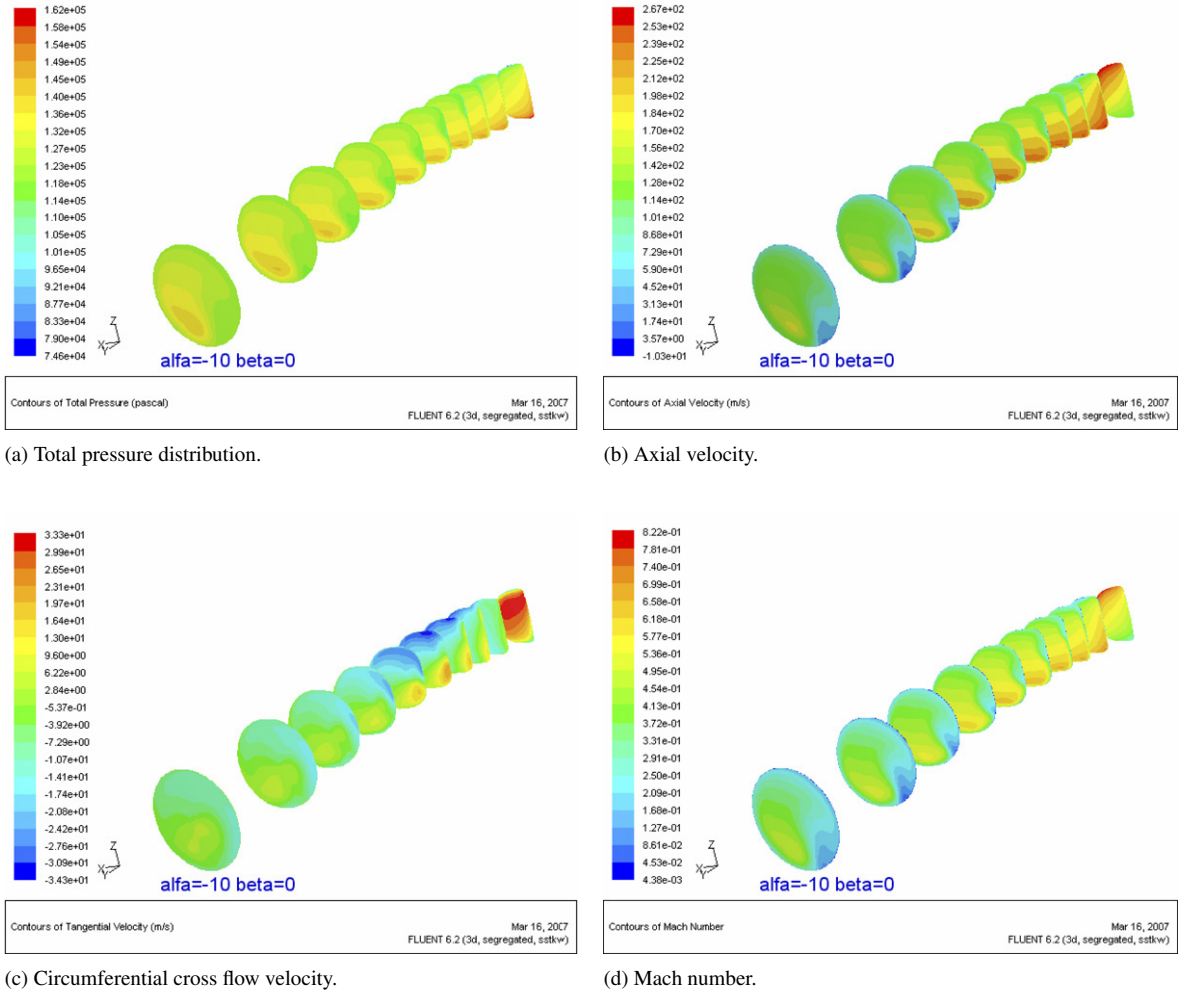 1.62e+05
1.58e+05
1.54e+05
1.49e+05
1.45e+05
1.40e+05
1.36e+05
1.32e+05
1.27e+05
1.23e+05
1.18e+05
1.14e+05
1.10e+05
1.05e+05
1.01e+05
9.65e+04
9.21e+04
8.77e+04
8.33e+04
7.90e+04
7.46e+04
Z
X
Y
alfa=-10 beta=0
Contours of Total Pressure (pascal)
Mar 16, 2007
FLUENT 6.2 (3d, segregated, sstkw)
(a) Total pressure distribution.
2.67e+02
2.53e+02
2.39e+02
2.25e+02
2.12e+02
1.98e+02
1.84e+02
1.70e+02
1.56e+02
1.42e+02
1.28e+02
1.14e+02
1.01e+02
8.68e+01
7.29e+01
5.90e+01
4.52e+01
3.13e+01
1.74e+01
3.57e+00
-1.03e+01
Z
X
Y
alfa=-10 beta=0
Contours of Axial Velocity (m/s)
Mar 16, 2007
FLUENT 6.2 (3d, segregated, sstkw)
(b) Axial velocity.
3.33e+01
2.99e+01
2.65e+01
2.31e+01
1.97e+01
1.64e+01
1.30e+01
9.60e+00
6.22e+00
2.84e+00
-5.37e-01
-3.92e+00
-7.29e+00
-1.07e+01
-1.41e+01
-1.74e+01
-2.08e+01
-2.42e+01
-2.76e+01
-3.09e+01
-3.43e+01
Z
X
Y
alfa=-10 beta=0
Contours of Tangential Velocity (m/s)
Mar 16, 2007
FLUENT 6.2 (3d, segregated, sstkw)
(c) Circumferential cross flow velocity.
8.22e-01
7.81e-01
7.40e-01
6.99e-01
6.58e-01
6.18e-01
5.77e-01
5.36e-01
4.95e-01
4.54e-01
4.13e-01
3.72e-01
3.31e-01
2.91e-01
2.50e-01
2.09e-01
1.68e-01
1.27e-01
8.61e-02
4.53e-02
4.38e-03
Z
X
Y
alfa=-10 beta=0
Contours of Mach Number
Mar 16, 2007
FLUENT 6.2 (3d, segregated, sstkw)
(d) Mach number.